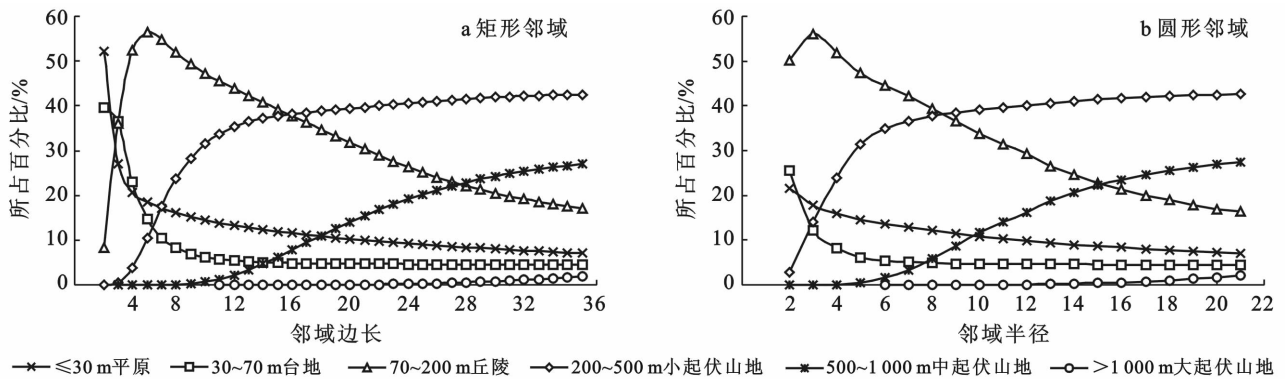 a 矩形邻域
所占百分比/%
60
50
40
30
20
10
0
4 8 12 16 20 24 28 32 36
邻域边长
b 圆形邻域
所占百分比/%
60
50
40
30
20
10
0
2 4 6 8 10 12 14 16 18 20 22
邻域半径
≤30 m平原 30~70 m台地 70~200 m丘陵 200~500 m小起伏山地 500~1 000 m中起伏山地 >1 000 m大起伏山地